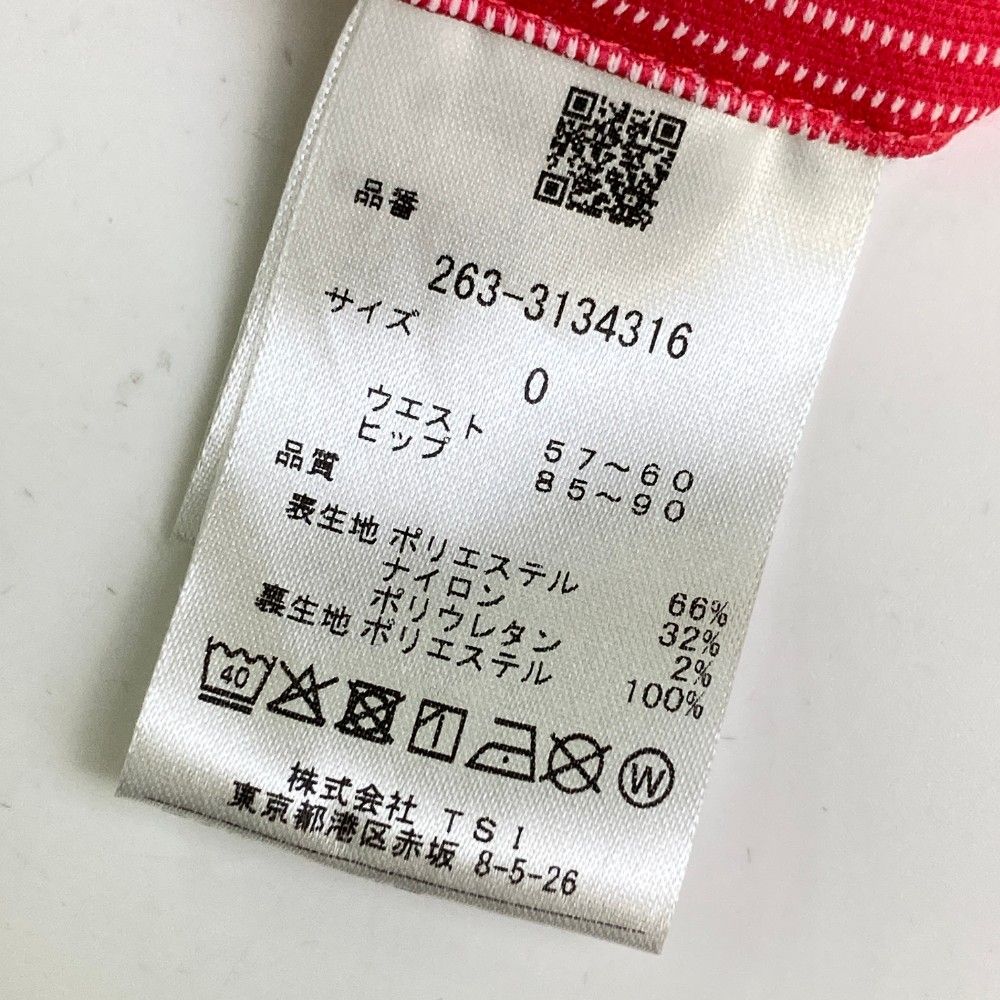 品番
263-3134316
サイズ
0
ウエスト 57~60
ヒップ 85~90
品質
表生地 ポリエステル 66%
ナイロン 32%
ポリウレタン 2%
裏生地 ポリエステル 100%
40 W
株式会社 TSI
東京都港区赤坂 8-5-26